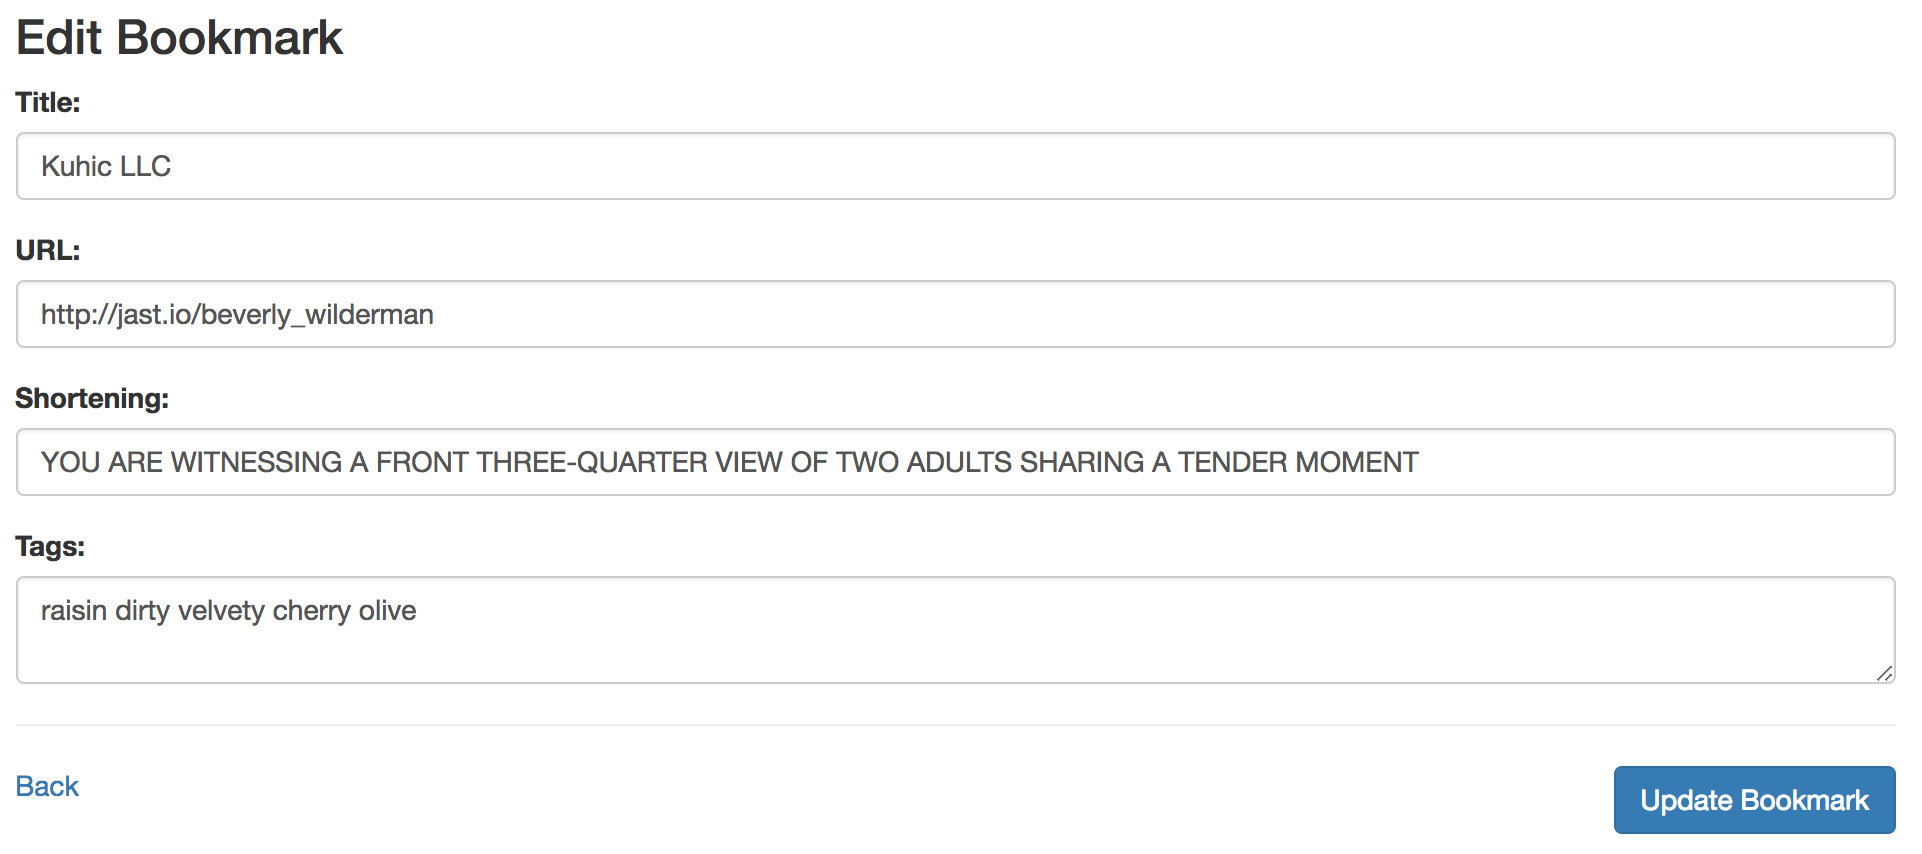 Edit Bookmark
Title:
Kuhic LLC
URL:
http://jast.io/beverly_wilderman
Shortening:
YOU ARE WITNESSING A FRONT THREE-QUARTER VIEW OF TWO ADULTS SHARING A TENDER MOMENT
Tags:
raisin dirty velvety cherry olive
Back
Update Bookmark